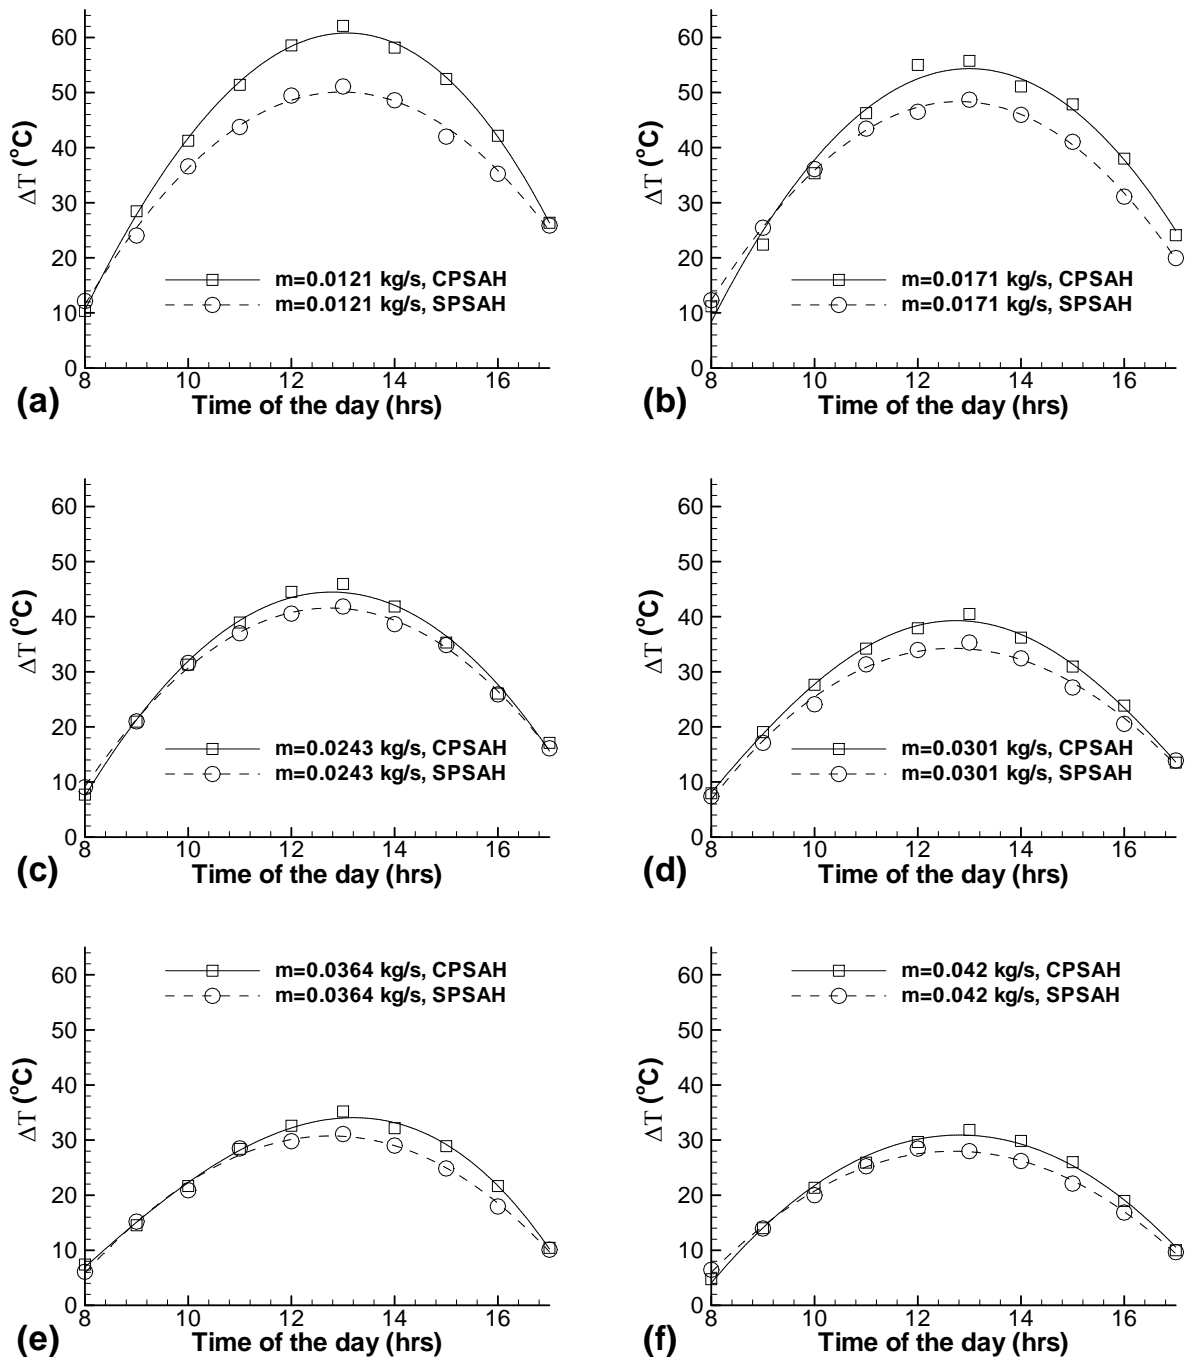 60
50
40
30
20
10
0
ΔT (°C)
m=0.0121 kg/s, CPSAH
m=0.0121 kg/s, SPSAH
8 10 12 14 16
Time of the day (hrs)
(a)
60
50
40
30
20
10
0
ΔT (°C)
m=0.0171 kg/s, CPSAH
m=0.0171 kg/s, SPSAH
8 10 12 14 16
Time of the day (hrs)
(b)
60
50
40
30
20
10
0
ΔT (°C)
m=0.0243 kg/s, CPSAH
m=0.0243 kg/s, SPSAH
8 10 12 14 16
Time of the day (hrs)
(c)
60
50
40
30
20
10
0
ΔT (°C)
m=0.0301 kg/s, CPSAH
m=0.0301 kg/s, SPSAH
8 10 12 14 16
Time of the day (hrs)
(d)
60
50
40
30
20
10
0
ΔT (°C)
m=0.0364 kg/s, CPSAH
m=0.0364 kg/s, SPSAH
8 10 12 14 16
Time of the day (hrs)
(e)
60
50
40
30
20
10
0
ΔT (°C)
m=0.042 kg/s, CPSAH
m=0.042 kg/s, SPSAH
8 10 12 14 16
Time of the day (hrs)
(f)